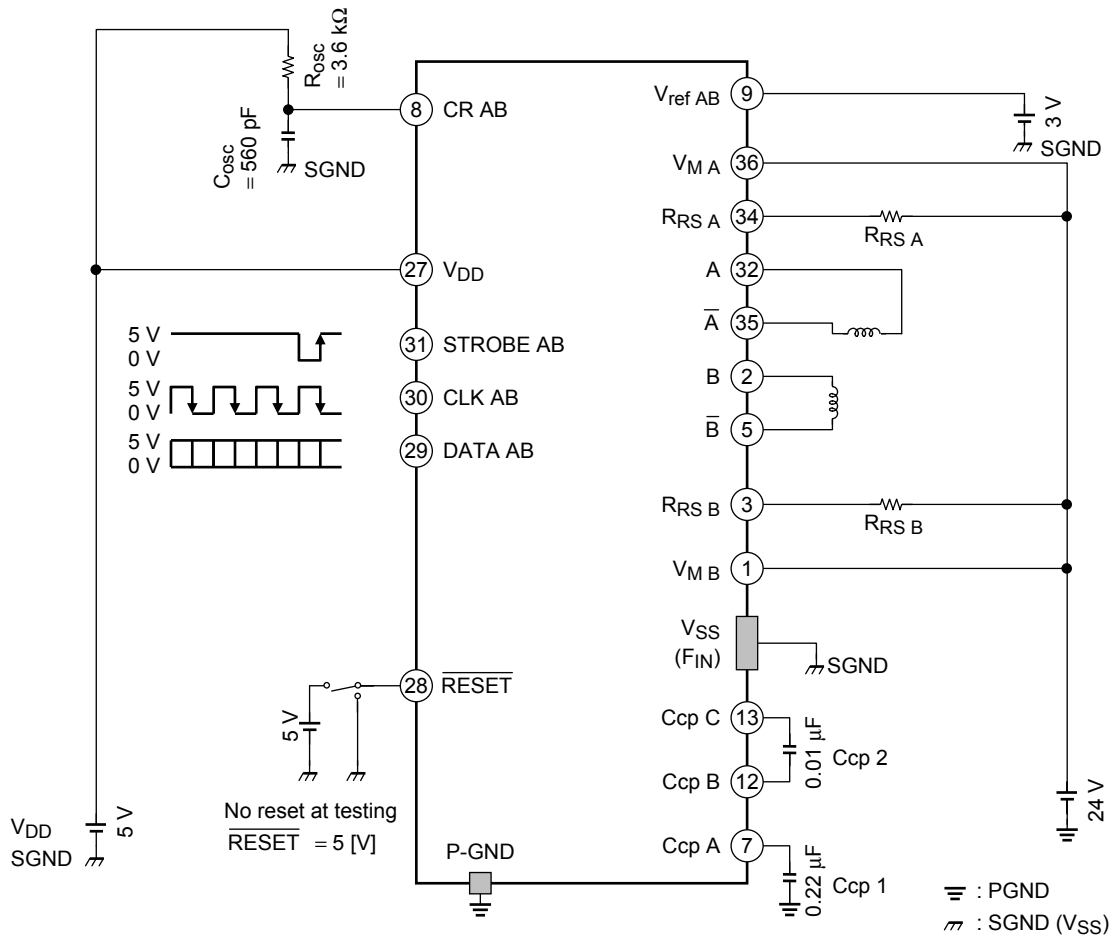 Rosc
= 3.6 kΩ
Cosc
= 560 pF
SGND
8
CR AB
Vref AB
9
3 V
SGND
VM A
36
RRS A
34
RRS A
27
VDD
A
32
A̅
35
5 V
0 V
31
STROBE AB
B
2
5 V
0 V
30
CLK AB
B̅
5
5 V
0 V
29
DATA AB
RRS B
3
RRS B
VM B
1
VSS
(FIN)
SGND
28
R̅E̅S̅E̅T̅
5 V
Ccp C
13
0.01 μF
Ccp 2
Ccp B
12
No reset at testing
R̅E̅S̅E̅T̅ = 5 [V]
VDD
SGND
5 V
24 V
P-GND
Ccp A
7
0.22 μF
Ccp 1
: PGND
: SGND (VSS)